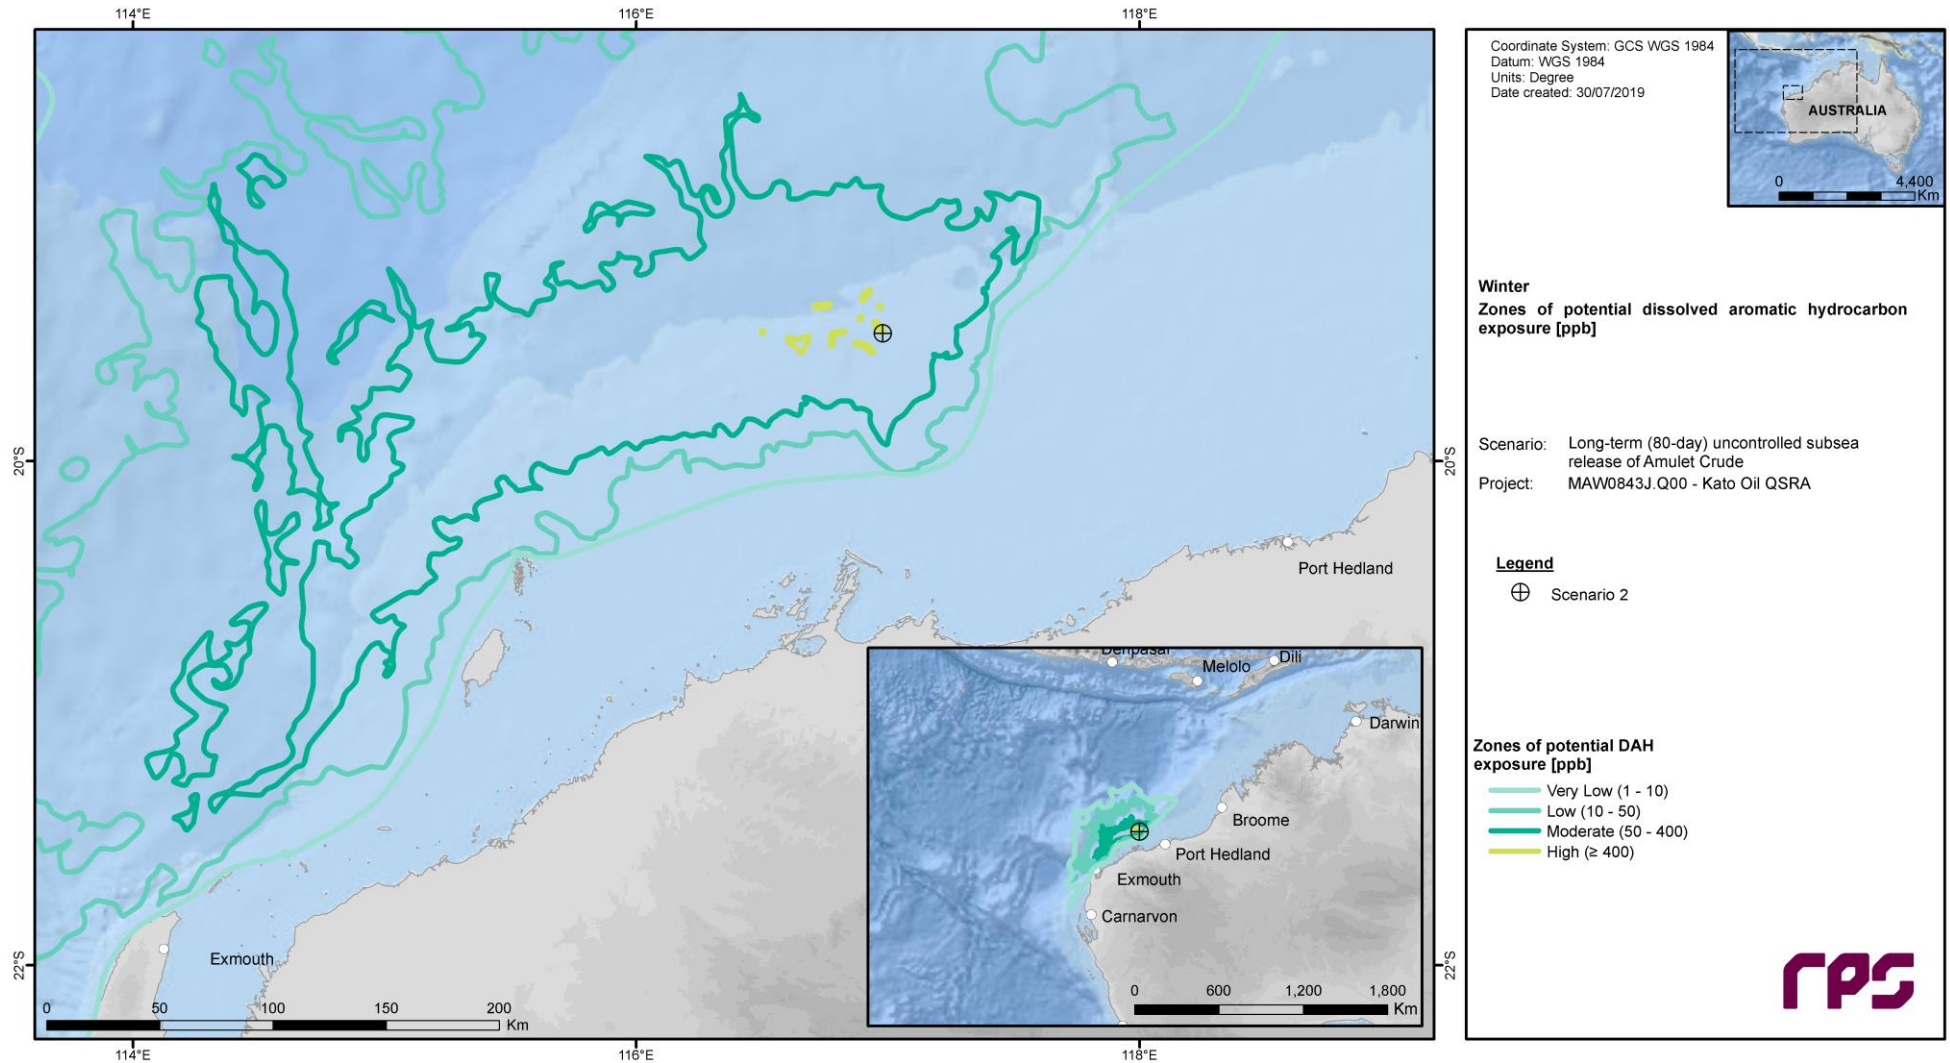 114°E 116°E 118°E
20°S
22°S
20°S
22°S
Port Hedland
Exmouth
0 50 100 150 200 Km
114°E 116°E 118°E
Denpasar
Melolo
Dili
Darwin
Broome
Port Hedland
Exmouth
Carnarvon
0 600 1,200 1,800 Km
Coordinate System: GCS WGS 1984
Datum: WGS 1984
Units: Degree
Date created: 30/07/2019
AUSTRALIA
0 4,400 Km
Winter
Zones of potential dissolved aromatic hydrocarbon
exposure [ppb]
Scenario: Long-term (80-day) uncontrolled subsea
release of Amulet Crude
Project: MAW0843J.Q00 - Kato Oil QSRA
Legend
Scenario 2
Zones of potential DAH
exposure [ppb]
Very Low (1 - 10)
Low (10 - 50)
Moderate (50 - 400)
High (≥ 400)
rps